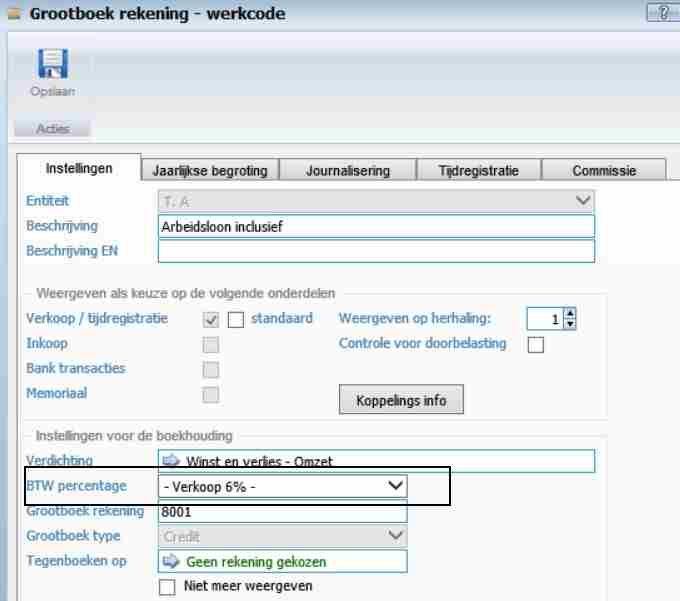 Grootboek rekening - werkcode
?
Opslaan
Acties
Instellingen Jaarlijkse begroting Journalisering Tijdregistratie Commissie
Entiteit T. A
Beschrijving Arbeidsloon inclusief
Beschrijving EN
Weergeven als keuze op de volgende onderdelen
Verkoop / tijdregistratie standaard Weergeven op herhaling: 1
Inkoop Controle voor doorbelasting
Bank transacties
Memoriaal Koppelings info
Instellingen voor de boekhouding
Verdichting Winst en verlies - Omzet
BTW percentage - Verkoop 6% -
Grootboek rekening 8001
Grootboek type Credit
Tegenboeken op Geen rekening gekozen
Niet meer weergeven